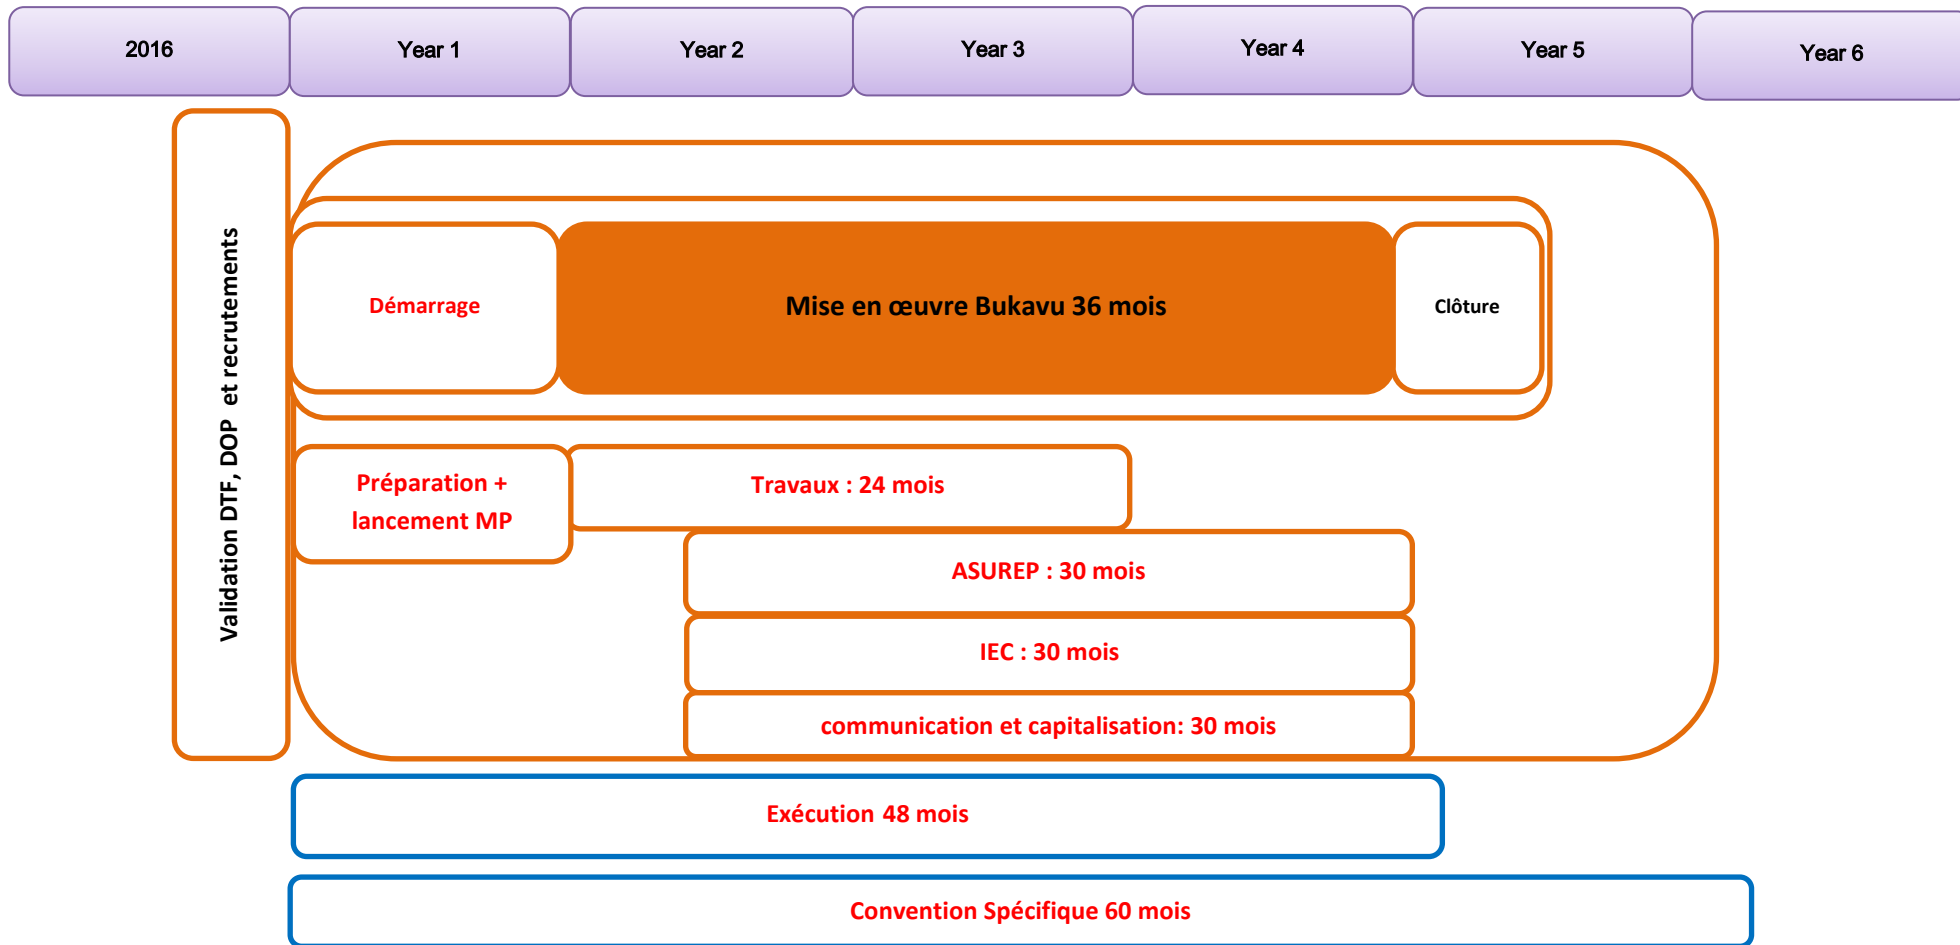 2016
Year 1
Year 2
Year 3
Year 4
Year 5
Year 6
Validation DTF, DOP et recrutements
Démarrage
Mise en œuvre Bukavu 36 mois
Clôture
Préparation +
lancement MP
Travaux : 24 mois
ASUREP : 30 mois
IEC : 30 mois
communication et capitalisation: 30 mois
Exécution 48 mois
Convention Spécifique 60 mois